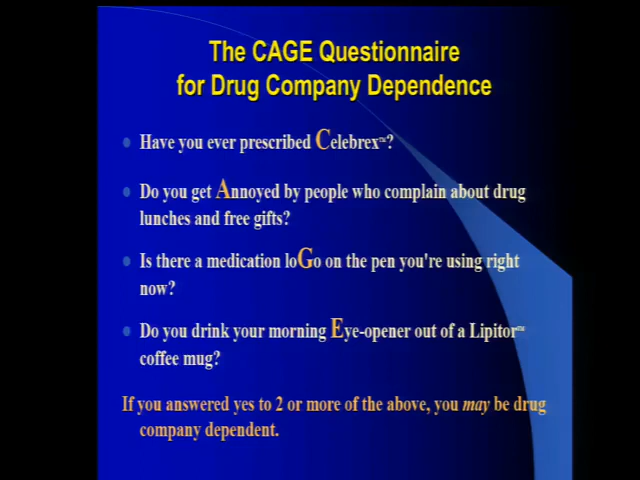 The CAGE Questionnaire
for Drug Company Dependence
Have you ever prescribed Celebrex™?
Do you get Annoyed by people who complain about drug
lunches and free gifts?
Is there a medication loGo on the pen you're using right
now?
Do you drink your morning Eye-opener out of a Lipitor™
coffee mug?
If you answered yes to 2 or more of the above, you may be drug
company dependent.